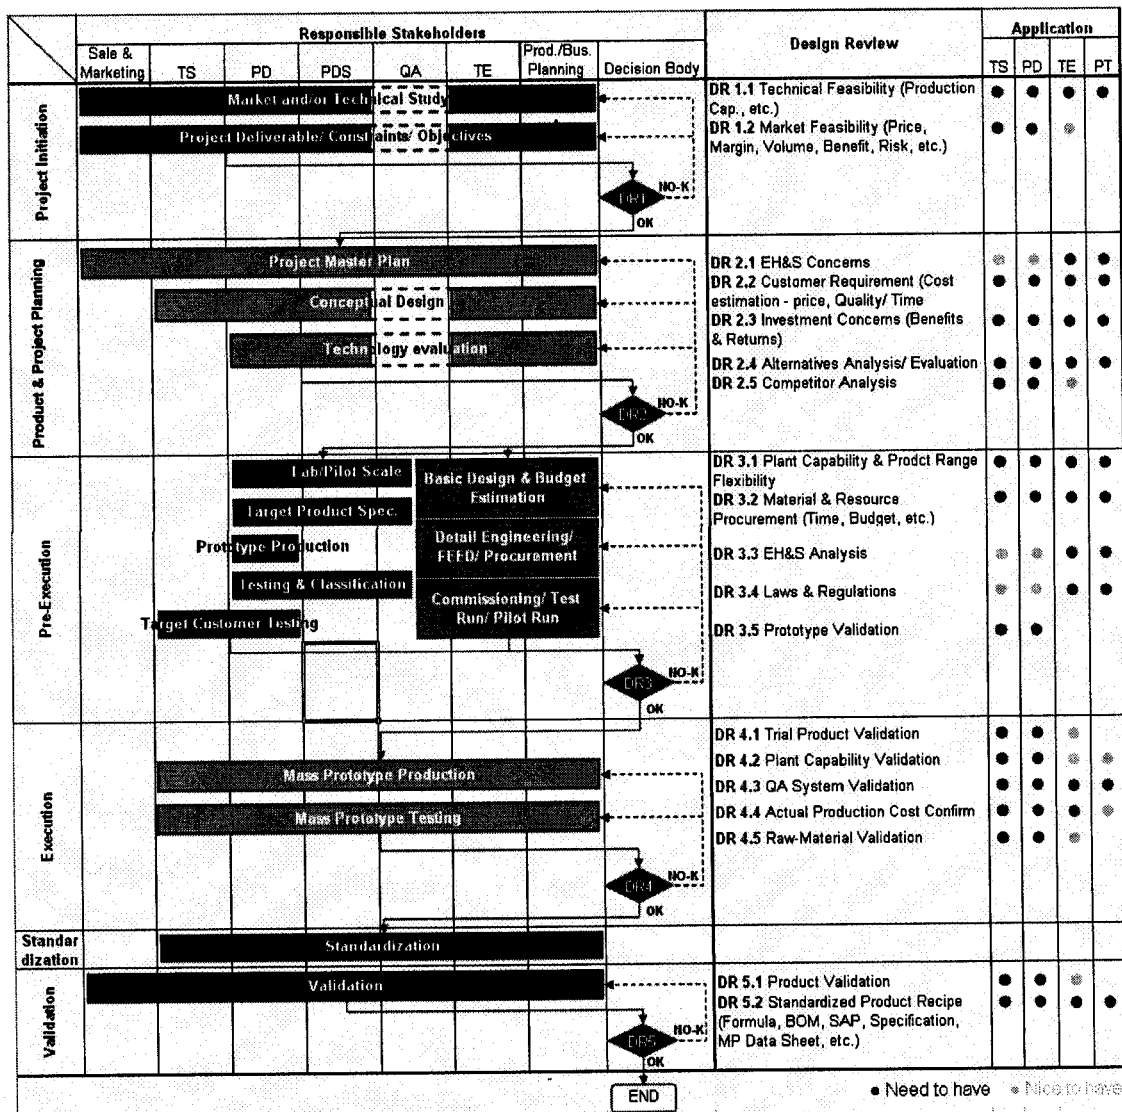 Responsible Stakeholders
Design Review
Application
Sale &
Marketing
TS
PD
PDS
QA
TE
Prod./Bus.
Planning
Decision Body
TS
PD
TE
PT
Project Initiation
Market and/or Technical Study
Project Deliverable/ Constraints/ Objectives
DR1
NO-K
OK
DR 1.1 Technical Feasibility (Production
Cap., etc.)
DR 1.2 Market Feasibility (Price,
Margin, Volume, Benefit, Risk, etc.)
Product & Project Planning
Project Master Plan
Conceptual Design
Technology evaluation
DR2
NO-K
OK
DR 2.1 EH&S Concerns
DR 2.2 Customer Requirement (Cost
estimation - price, Quality/ Time
DR 2.3 Investment Concerns (Benefits
& Returns)
DR 2.4 Alternatives Analysis/ Evaluation
DR 2.5 Competitor Analysis
Pre-Execution
Lab/Pilot Scale
Target Product Spec.
Prototype Production
Testing & Classification
Target Customer Testing
Basic Design & Budget
Estimation
Detail Engineering/
FEED/ Procurement
Commissioning/ Test
Run/ Pilot Run
DR3
NO-K
OK
DR 3.1 Plant Capability & Prodct Range
Flexibility
DR 3.2 Material & Resource
Procurement (Time, Budget, etc.)
DR 3.3 EH&S Analysis
DR 3.4 Laws & Regulations
DR 3.5 Prototype Validation
Execution
Mass Prototype Production
Mass Prototype Testing
DR4
NO-K
OK
DR 4.1 Trial Product Validation
DR 4.2 Plant Capability Validation
DR 4.3 QA System Validation
DR 4.4 Actual Production Cost Confirm
DR 4.5 Raw-Material Validation
Standar
dization
Standardization
Validation
Validation
DR5
NO-K
OK
END
DR 5.1 Product Validation
DR 5.2 Standardized Product Recipe
(Formula, BOM, SAP, Specification,
MP Data Sheet, etc.)
Need to have
Nice to have